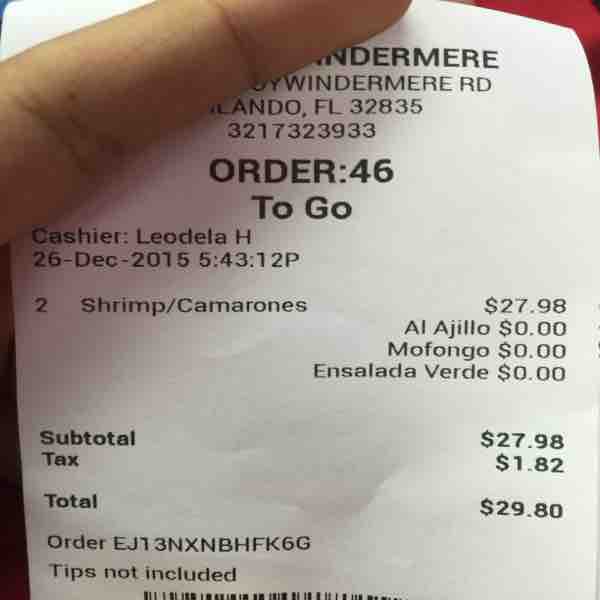 INDERMERE
YWINDERMERE RD
LANDO, FL 32835
3217323933
ORDER:46
To Go
Cashier: Leodela H
26-Dec-2015 5:43:12P
2 Shrimp/Camarones $27.98
Al Ajillo $0.00
Mofongo $0.00
Ensalada Verde $0.00
Subtotal $27.98
Tax $1.82
Total $29.80
Order EJ13NXNBHFK6G
Tips not included